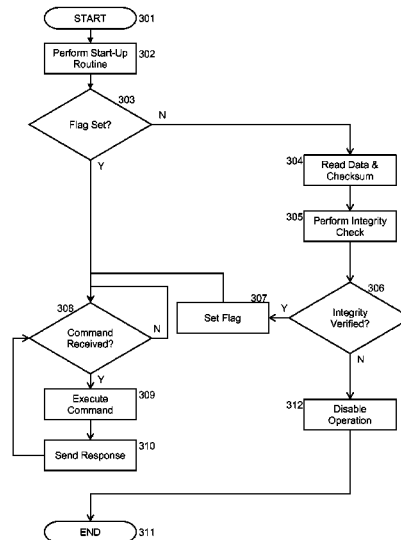 START
301
Perform Start-Up
Routine
302
303
Flag Set?
N
Y
304
Read Data &
Checksum
305
Perform Integrity
Check
306
Integrity
Verified?
Y
N
307
Set Flag
308
Command
Received?
N
Y
309
Execute
Command
310
Send Response
312
Disable
Operation
END
311